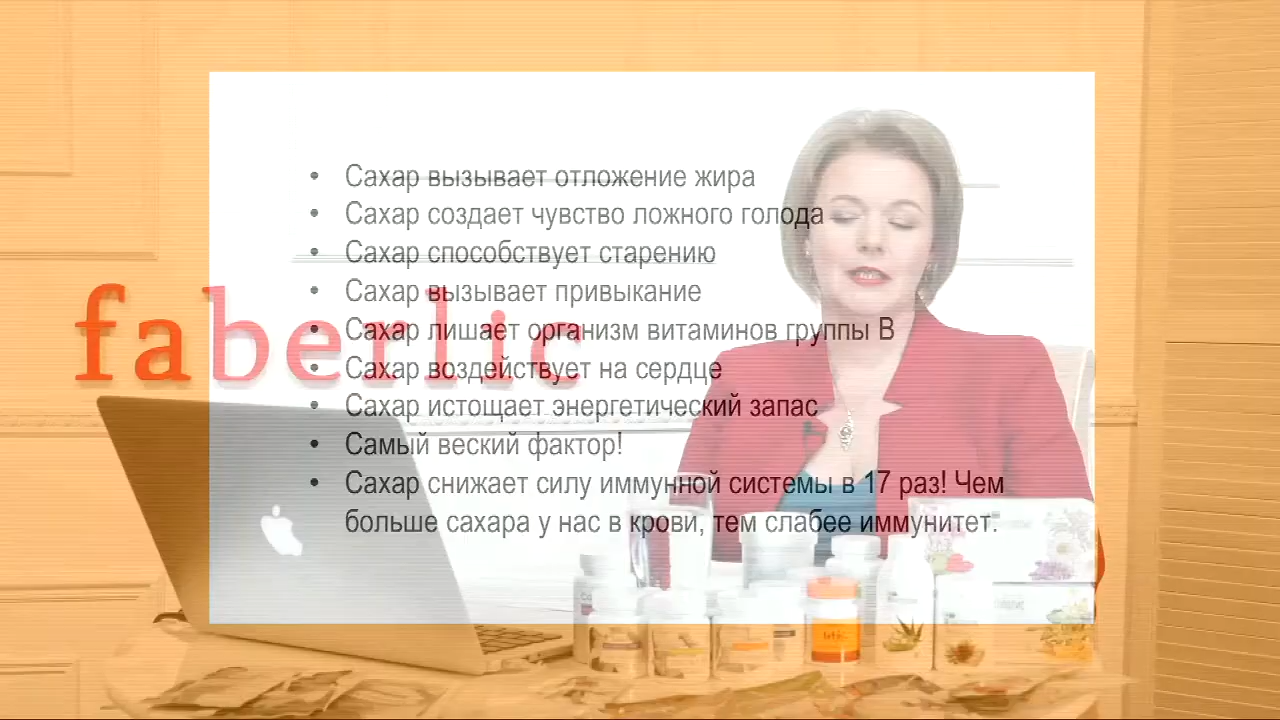 • Сахар вызывает отложение жира
• Сахар создает чувство ложного голода
• Сахар способствует старению
• Сахар вызывает привыкание
• Сахар лишает организм витаминов группы В
• Сахар воздействует на сердце
• Сахар истощает энергетический запас
• Самый веский фактор!
• Сахар снижает силу иммунной системы в 17 раз! Чем
больше сахара у нас в крови, тем слабее иммунитет.
faberlic